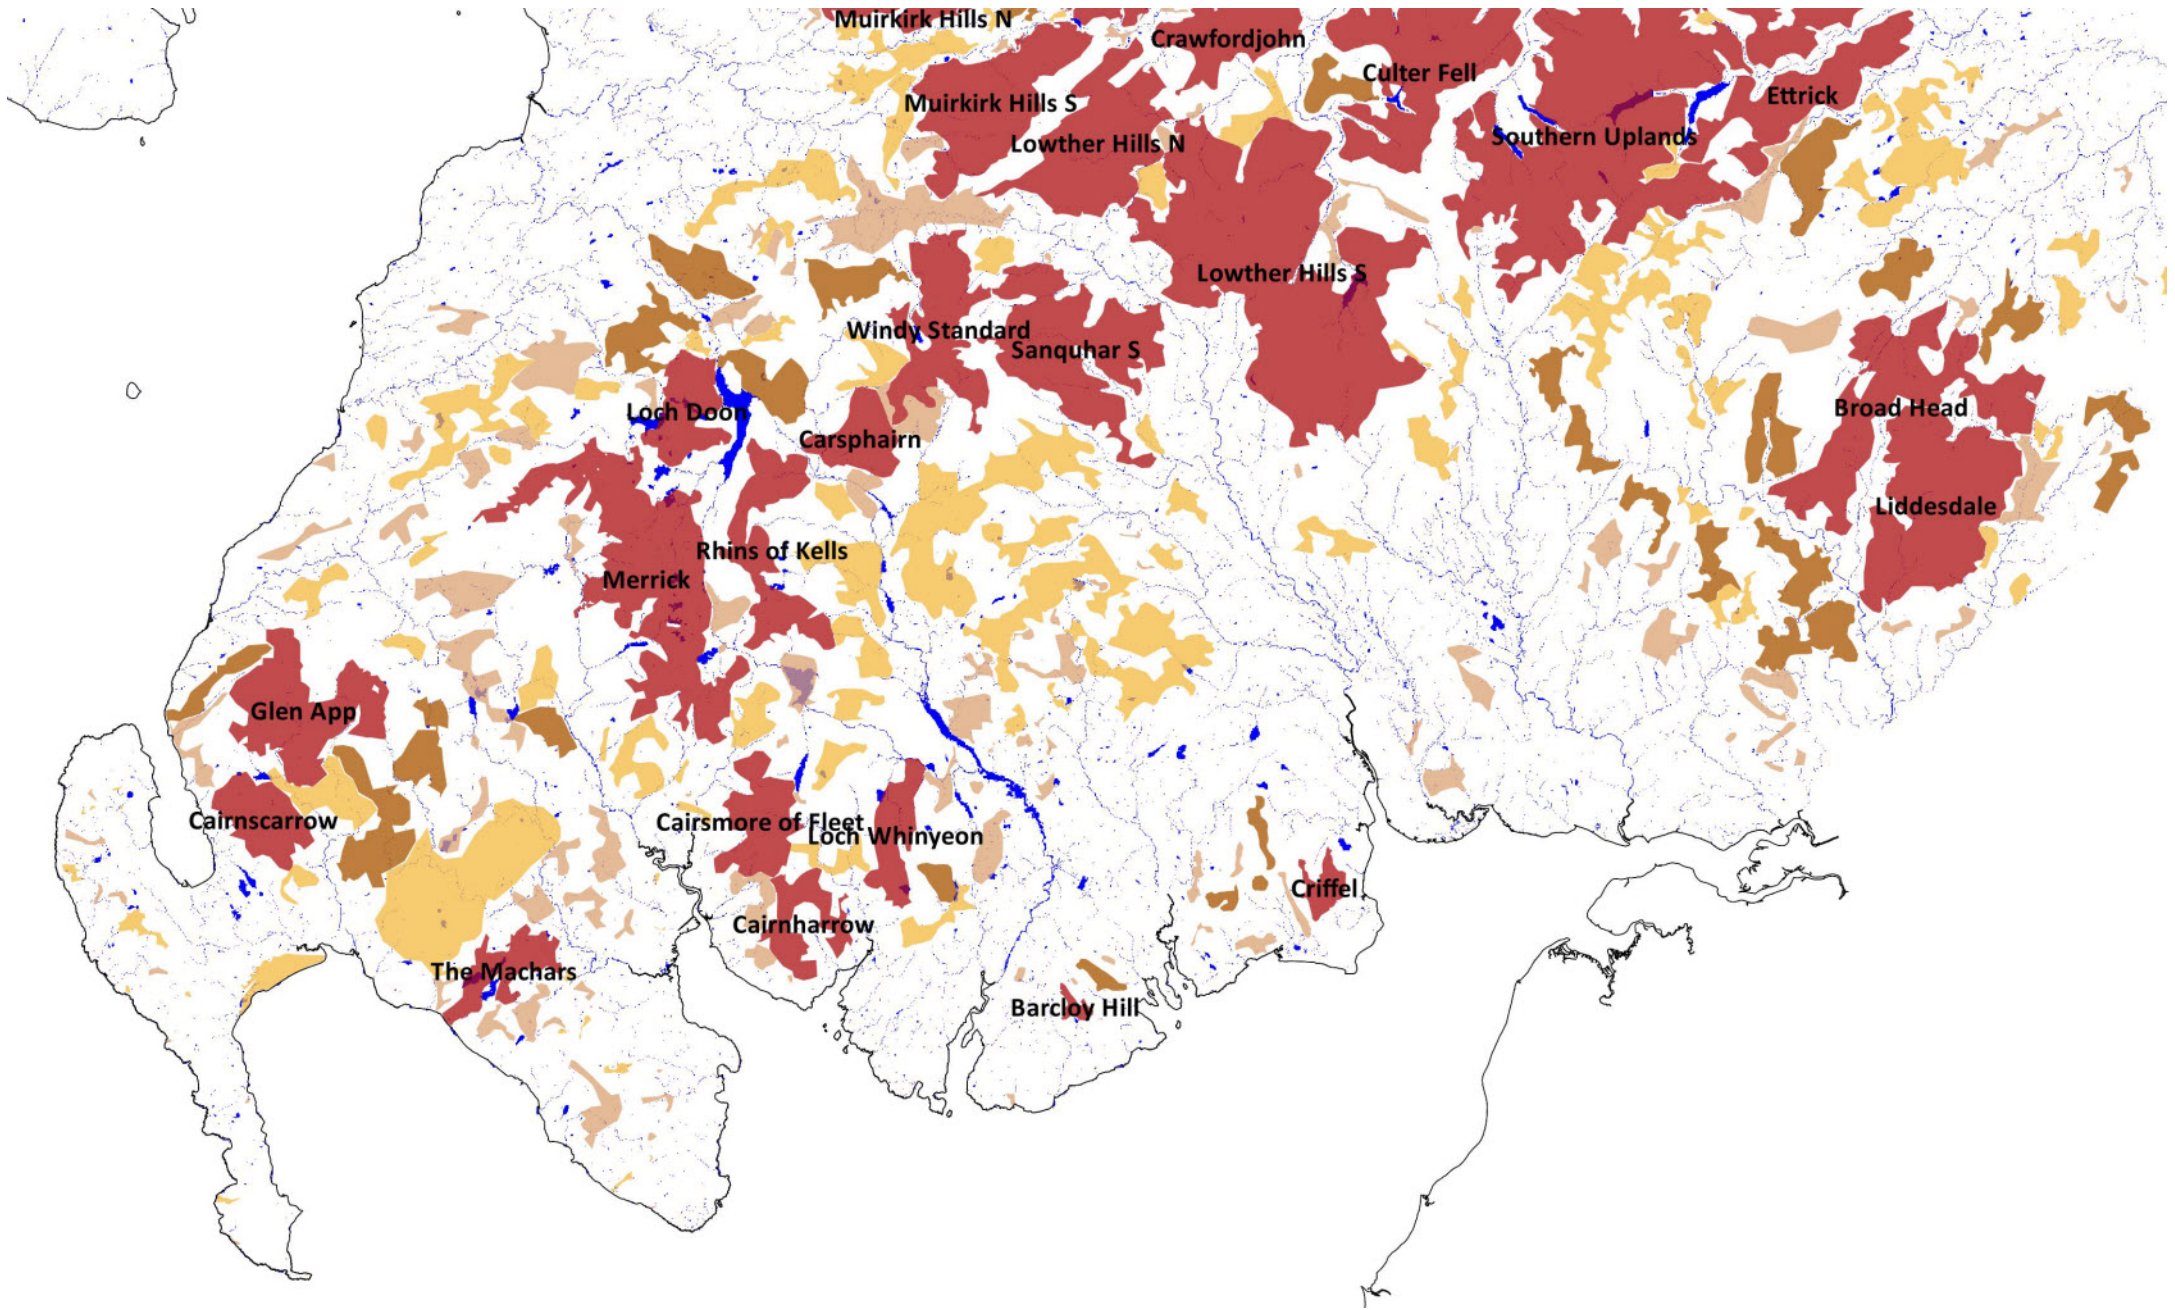 Muirkirk Hills N
Crawfordjohn
Culter Fell
Ettrick
Muirkirk Hills S
Southern Uplands
Lowther Hills N
Lowther Hills S
Windy Standard
Sanquhar S
Loch Doon
Broad Head
Carsphairn
Liddesdale
Rhins of Kells
Merrick
Glen App
Cairnscarrow
Cairsmore of Fleet
Loch Whinyeon
Criffel
Cairnharrow
The Machars
Barcloy Hill